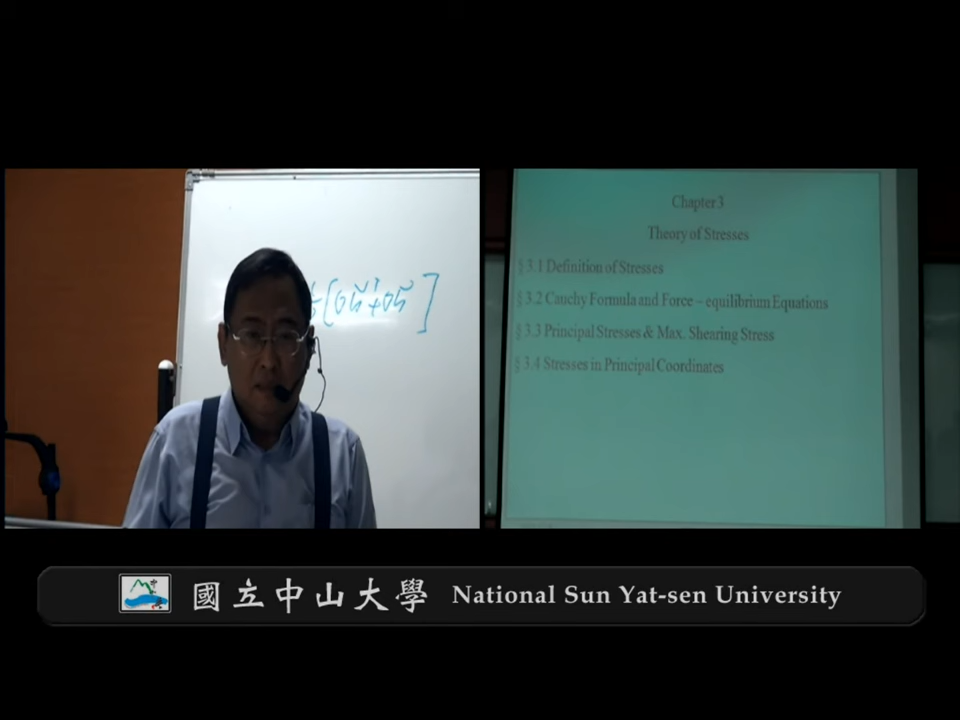 Chapter 3
Theory of Stresses
§ 3.1 Definition of Stresses
§ 3.2 Cauchy Formula and Force – equilibrium Equations
§ 3.3 Principal Stresses & Max. Shearing Stress
§ 3.4 Stresses in Principal Coordinates
國立中山大學 National Sun Yat-sen University